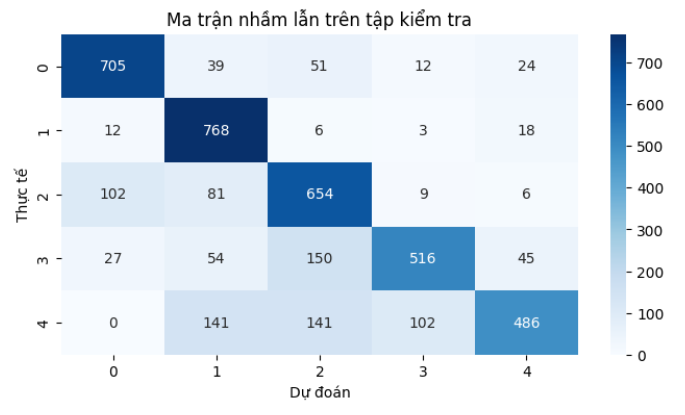 Ma trận nhầm lẫn trên tập kiểm tra
Thực tế
0 705 39 51 12 24
1 12 768 6 3 18
2 102 81 654 9 6
3 27 54 150 516 45
4 0 141 141 102 486
0 1 2 3 4
Dự đoán
700
600
500
400
300
200
100
0